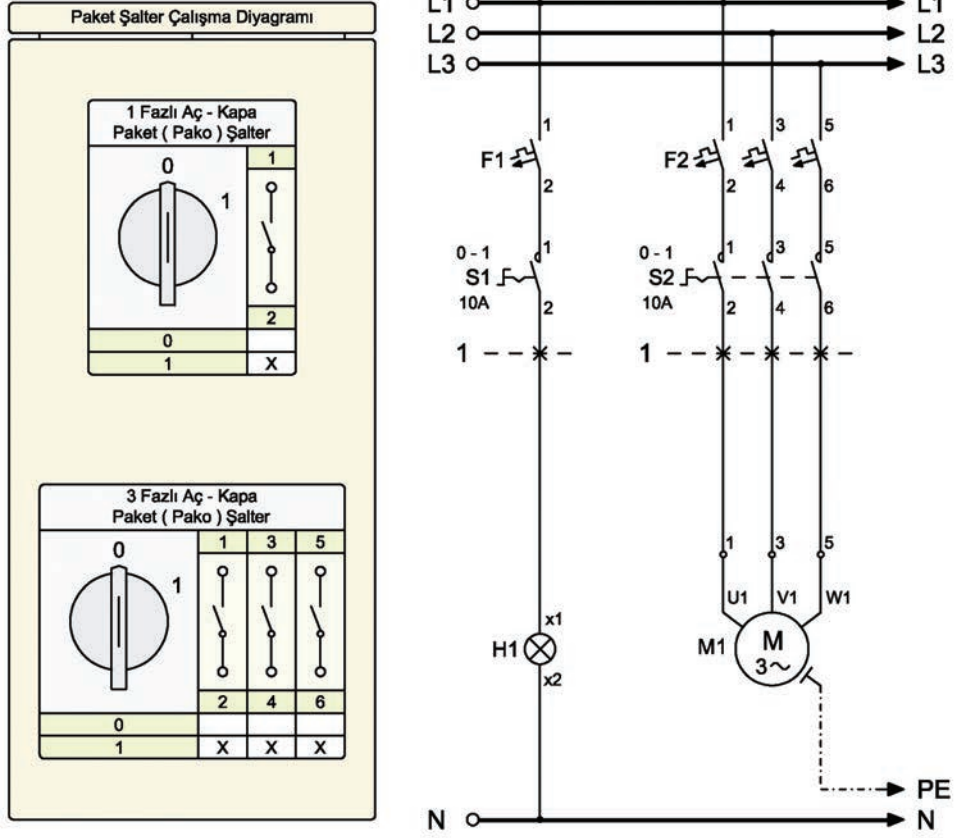 Paket Şalter Çalışma Diyagramı
1 Fazlı Aç - Kapa
Paket ( Pako ) Şalter
0
1
1
2
0
1 X
3 Fazlı Aç - Kapa
Paket ( Pako ) Şalter
0
1
1 3 5
2 4 6
0
1 X X X
L1 L1
L2 L2
L3 L3
1 1 3 5
F1 F2
2 2 4 6
0 - 1 1 0 - 1 1 3 5
S1 S2
10A 2 10A 2 4 6
1 1
1 3 5
U1 V1 W1
x1
H1 M1 M
3~
x2
PE
N N